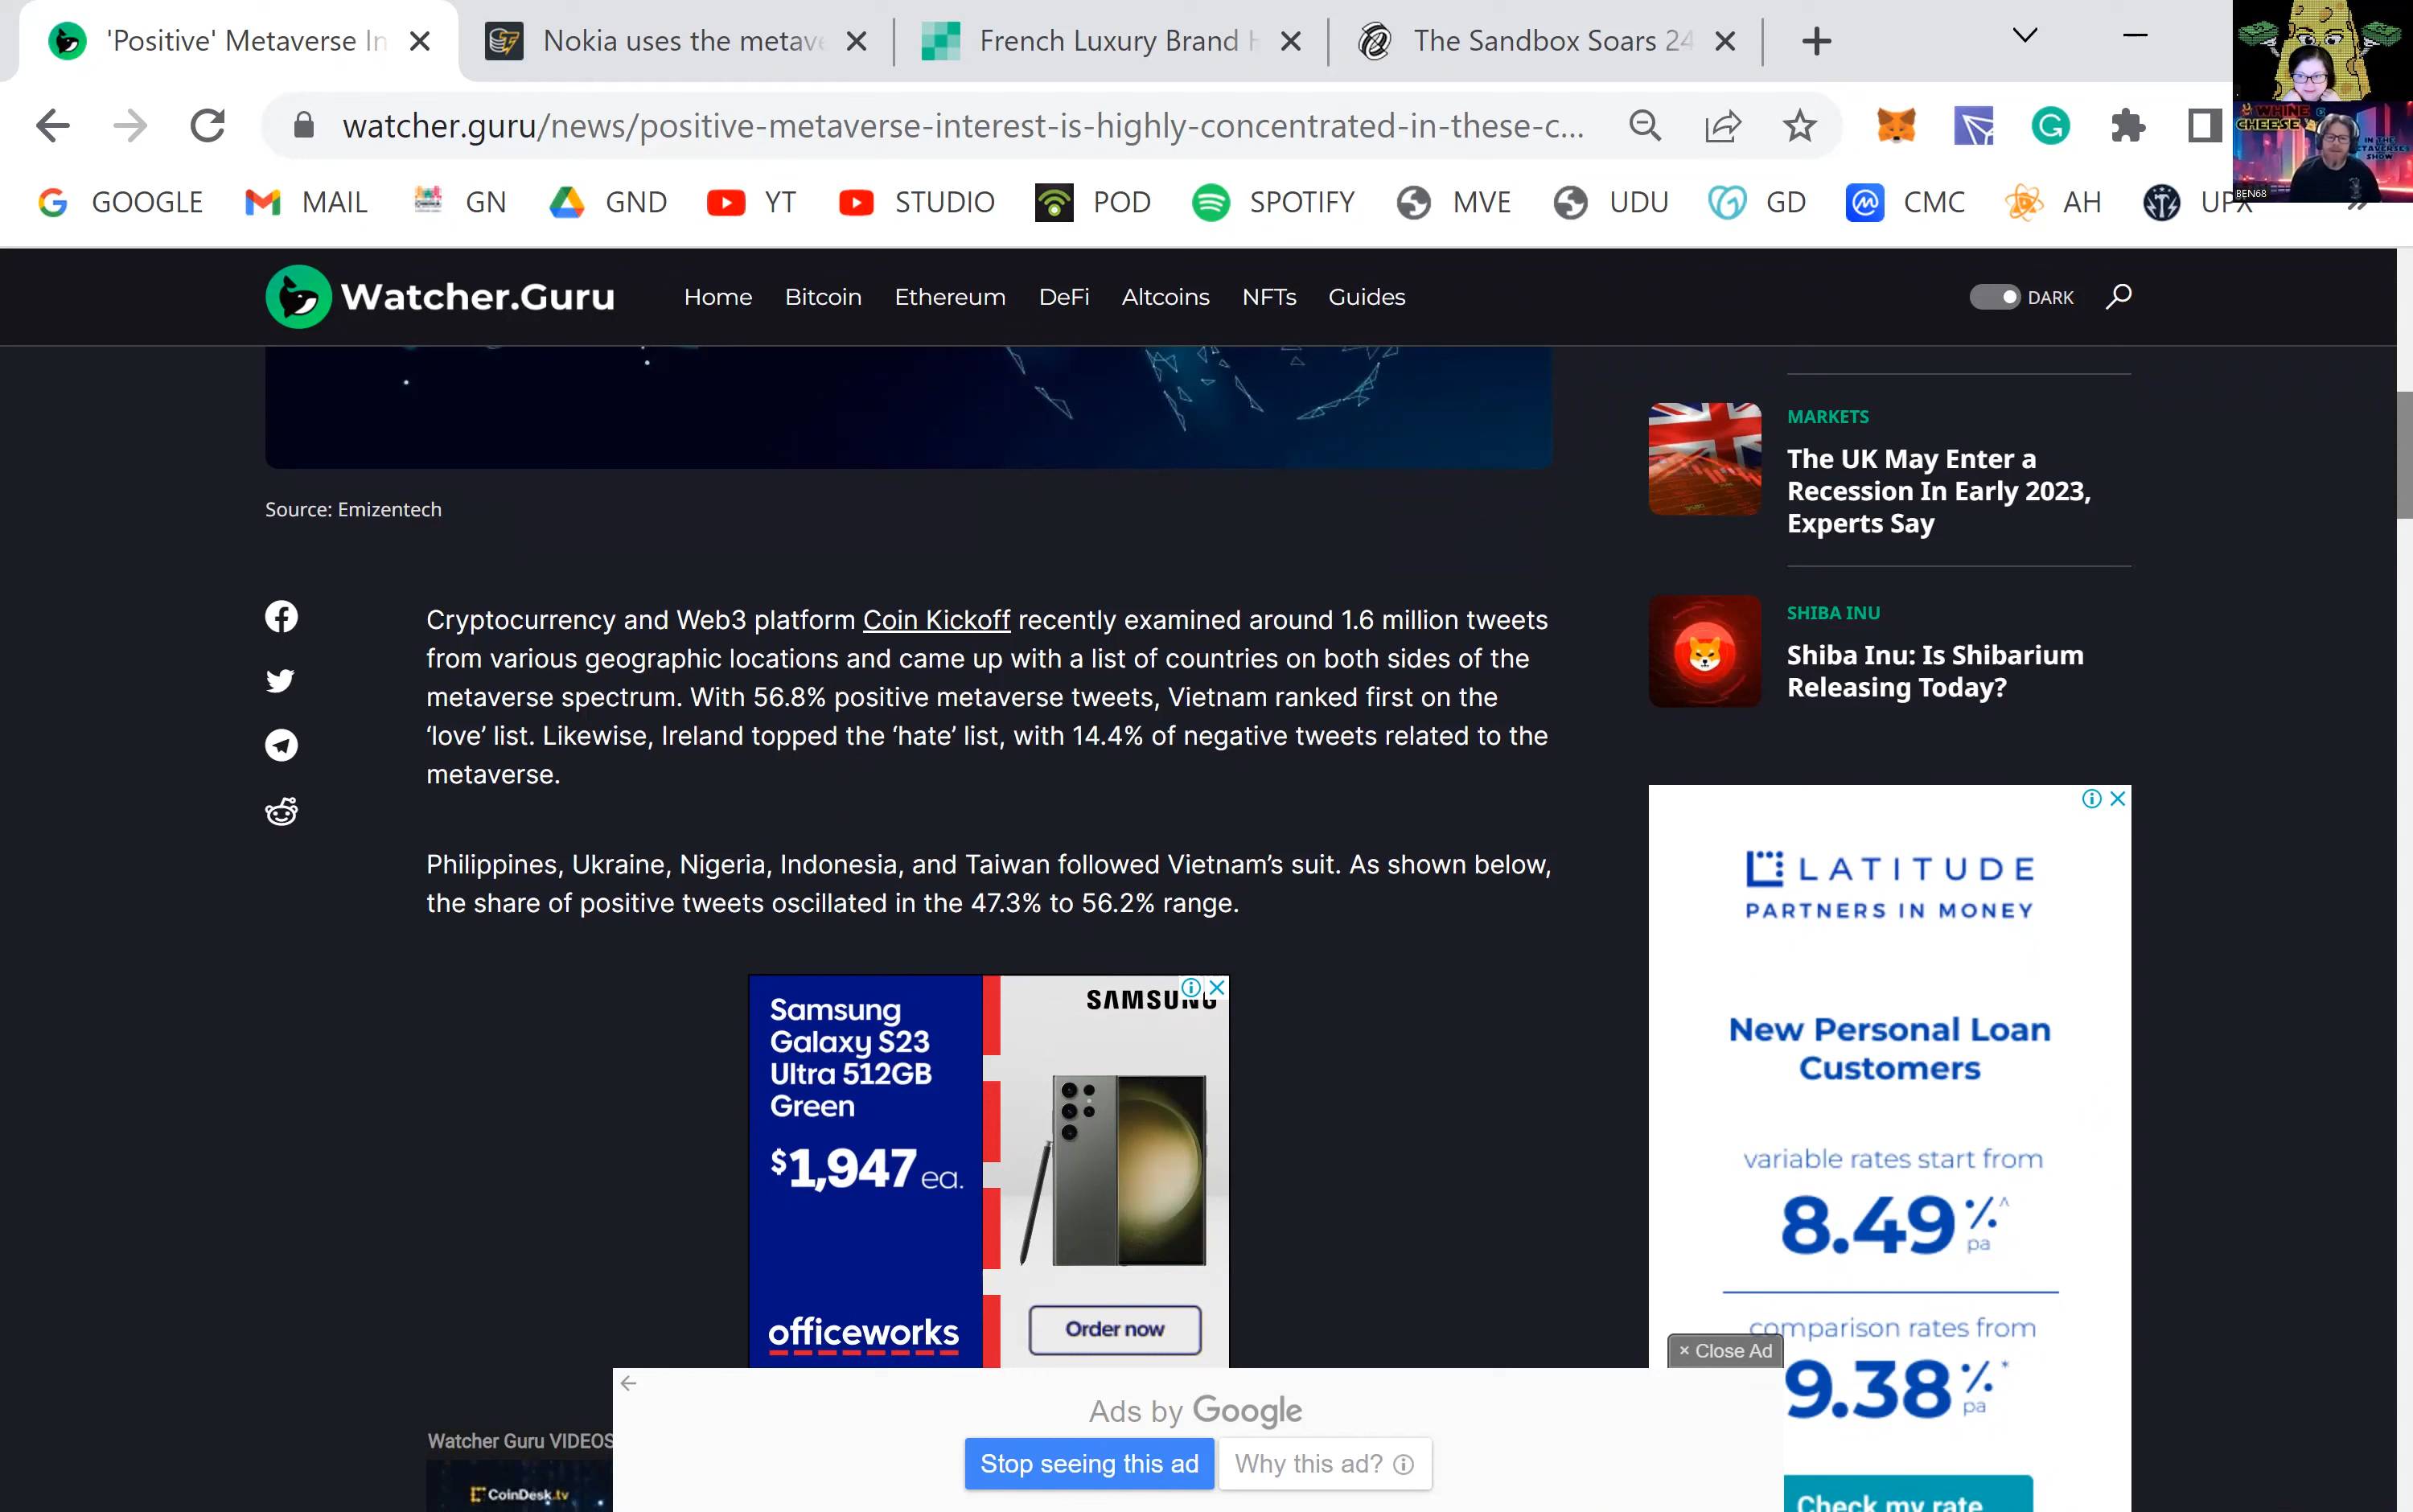 'Positive' Metaverse In
Nokia uses the metave
French Luxury Brand H
The Sandbox Soars 24
watcher.guru/news/positive-metaverse-interest-is-highly-concentrated-in-these-c...
WHINE
CHEESE
IN THE
METAVERSE
SHOW
BEN68
GOOGLE MAIL GN GND YT STUDIO POD SPOTIFY MVE UDU GD CMC AH UPX »
Watcher.Guru
Home Bitcoin Ethereum DeFi Altcoins NFTs Guides
DARK
Source: Emizentech
MARKETS
The UK May Enter a
Recession In Early 2023,
Experts Say
SHIBA INU
Shiba Inu: Is Shibarium
Releasing Today?
Cryptocurrency and Web3 platform Coin Kickoff recently examined around 1.6 million tweets
from various geographic locations and came up with a list of countries on both sides of the
metaverse spectrum. With 56.8% positive metaverse tweets, Vietnam ranked first on the
‘love’ list. Likewise, Ireland topped the ‘hate’ list, with 14.4% of negative tweets related to the
metaverse.
Philippines, Ukraine, Nigeria, Indonesia, and Taiwan followed Vietnam’s suit. As shown below,
the share of positive tweets oscillated in the 47.3% to 56.2% range.
Samsung
Galaxy S23
Ultra 512GB
Green
$1,947 ea.
officeworks
SAMSUNG
Order now
LATITUDE
PARTNERS IN MONEY
New Personal Loan
Customers
variable rates start from
8.49%^
pa
comparison rates from
9.38%*
pa
Check my rate
× Close Ad
Ads by Google
Stop seeing this ad
Why this ad?
Watcher Guru VIDEOS
CoinDesk.tv